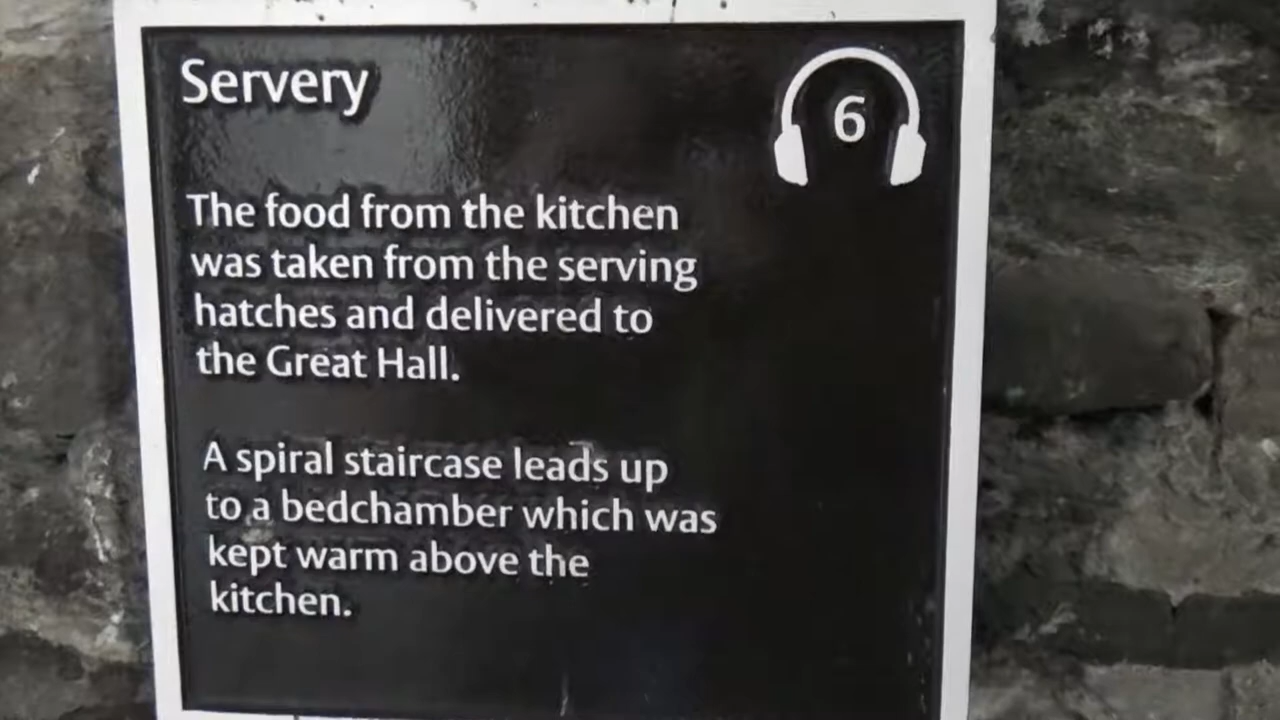 Servery
6
The food from the kitchen
was taken from the serving
hatches and delivered to
the Great Hall.
A spiral staircase leads up
to a bedchamber which was
kept warm above the
kitchen.